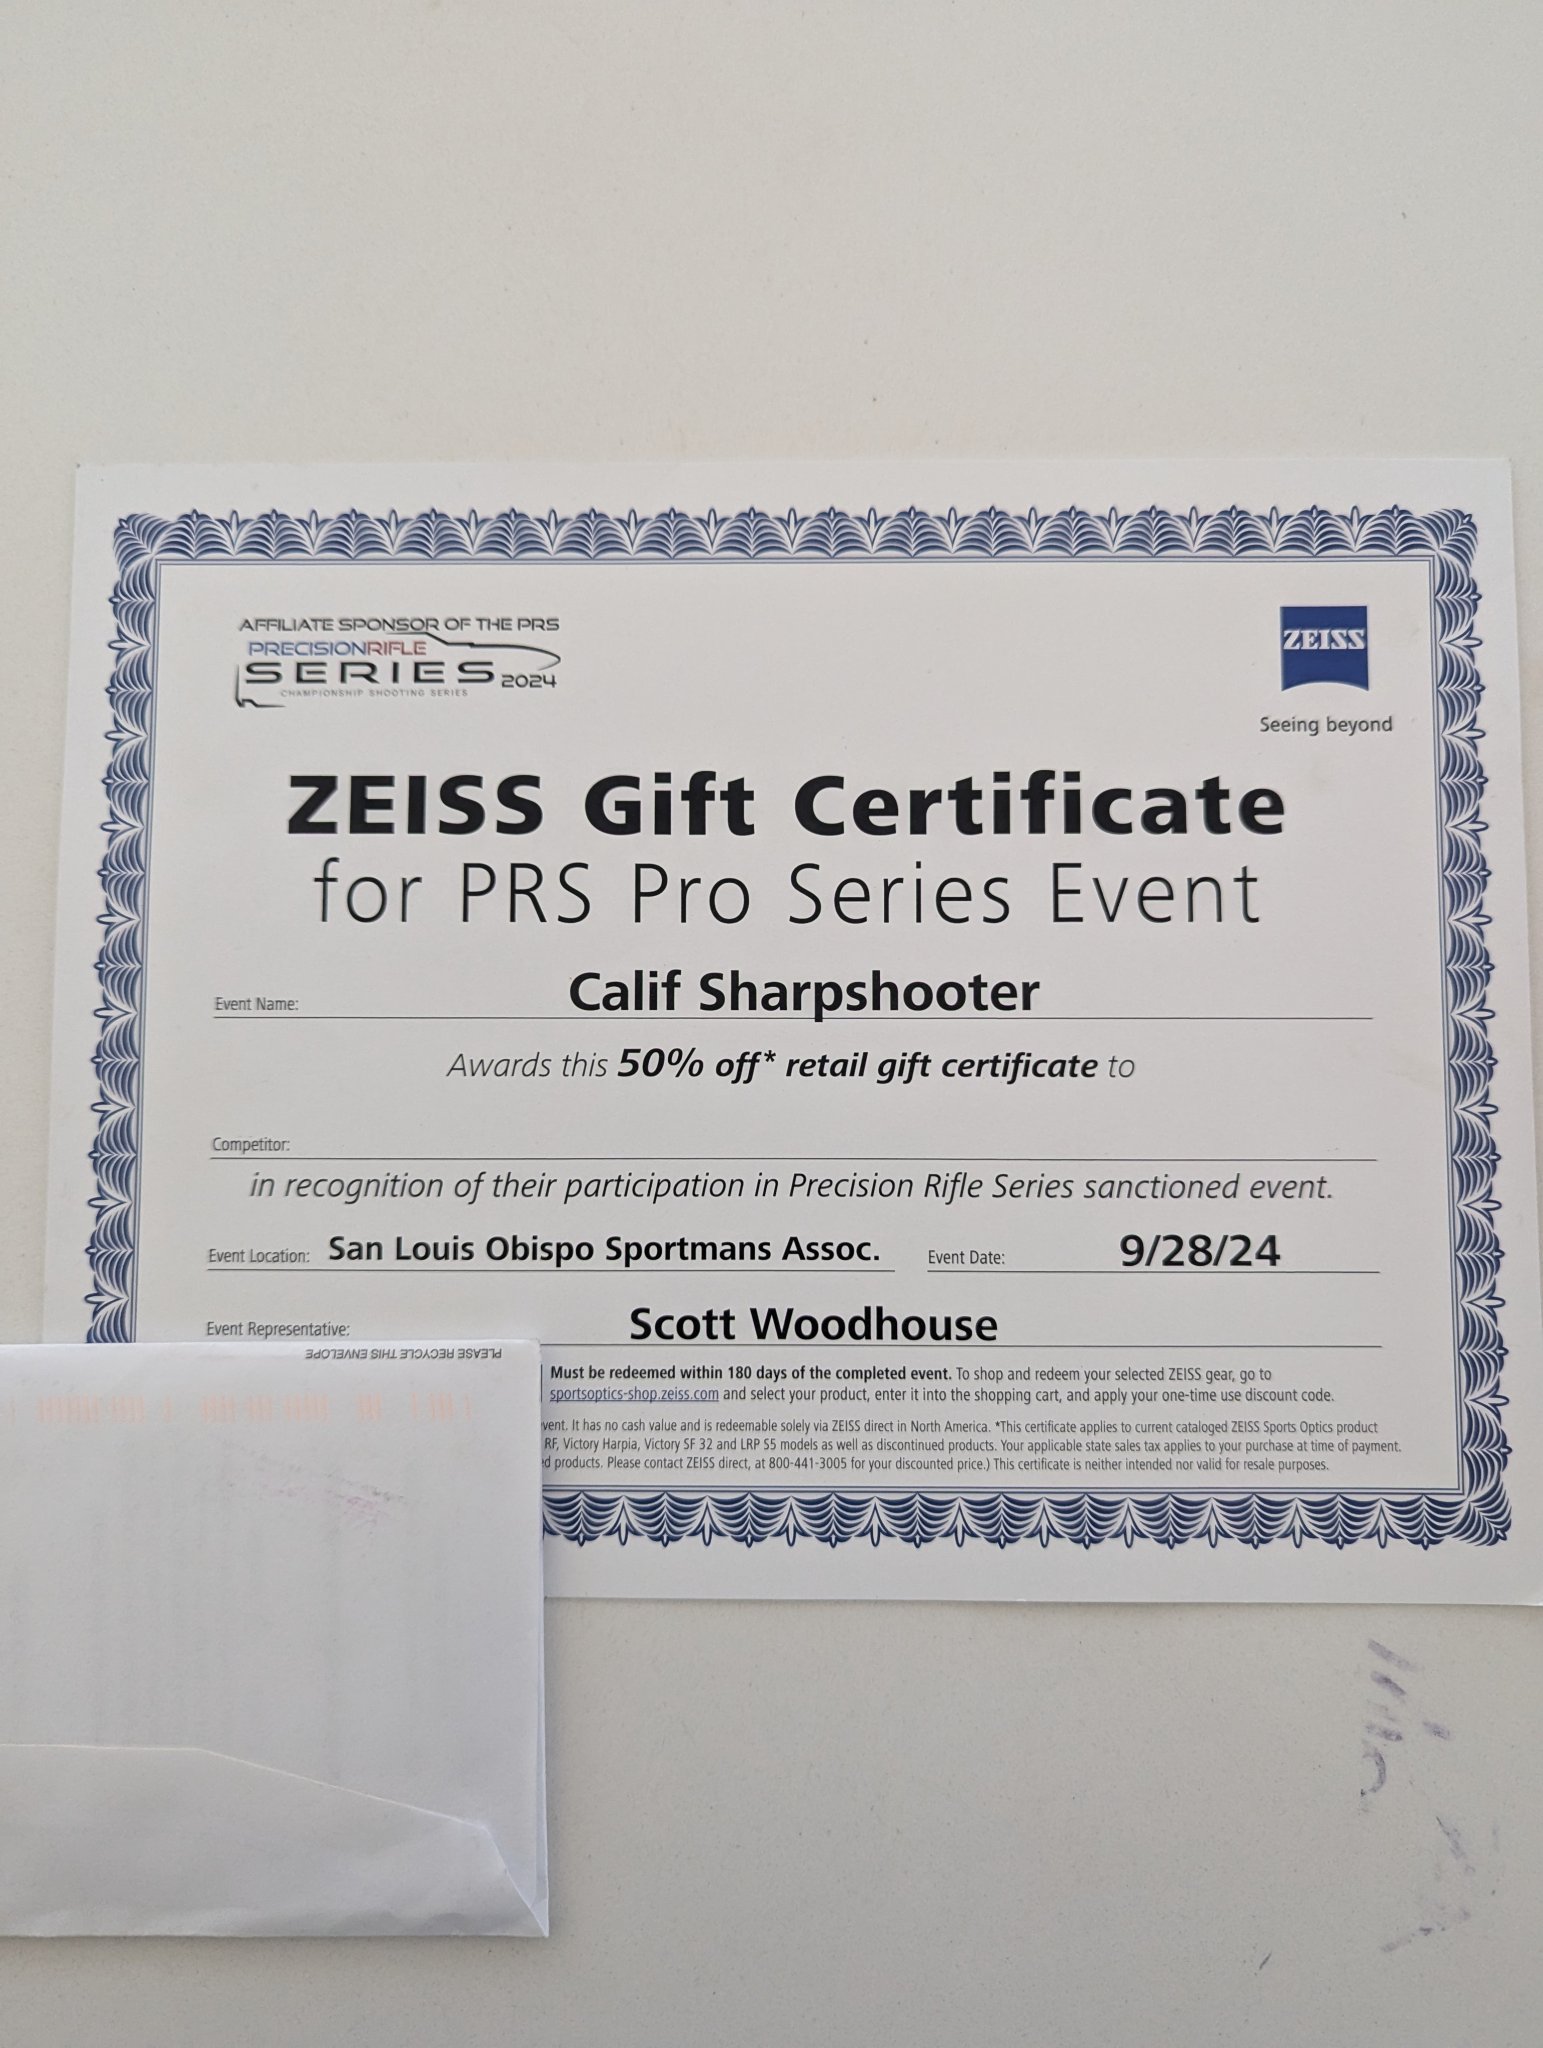 AFFILIATE SPONSOR OF THE PRS
PRECISIONRIFLE
SERIES 2024
CHAMPIONSHIP SHOOTING SERIES
ZEISS
Seeing beyond
ZEISS Gift Certificate
for PRS Pro Series Event
Event Name: Calif Sharpshooter
Awards this 50% off* retail gift certificate to
Competitor:
in recognition of their participation in Precision Rifle Series sanctioned event.
Event Location: San Louis Obispo Sportmans Assoc. Event Date: 9/28/24
Event Representative: Scott Woodhouse
Must be redeemed within 180 days of the completed event. To shop and redeem your selected ZEISS gear, go to
sportsoptics-shop.zeiss.com and select your product, enter it into the shopping cart, and apply your one-time use discount code.
vent. It has no cash value and is redeemable solely via ZEISS direct in North America. *This certificate applies to current cataloged ZEISS Sports Optics product
RF, Victory Harpia, Victory SF 32 and LRP S5 models as well as discontinued products. Your applicable state sales tax applies to your purchase at time of payment.
d products. Please contact ZEISS direct, at 800-441-3005 for your discounted price.) This certificate is neither intended nor valid for resale purposes.
PLEASE RECYCLE THIS ENVELOPE